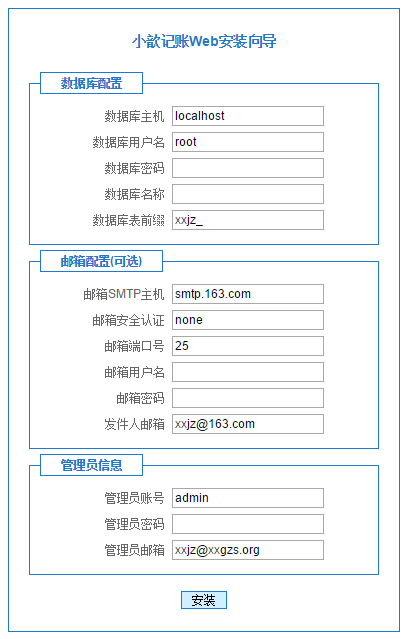 小歆记账Web安装向导
数据库配置
数据库主机 localhost
数据库用户名 root
数据库密码
数据库名称
数据库表前缀 xxjz_
邮箱配置(可选)
邮箱SMTP主机 smtp.163.com
邮箱安全认证 none
邮箱端口号 25
邮箱用户名
邮箱密码
发件人邮箱 xxjz@163.com
管理员信息
管理员账号 admin
管理员密码
管理员邮箱 xxjz@xxgzs.org
安装